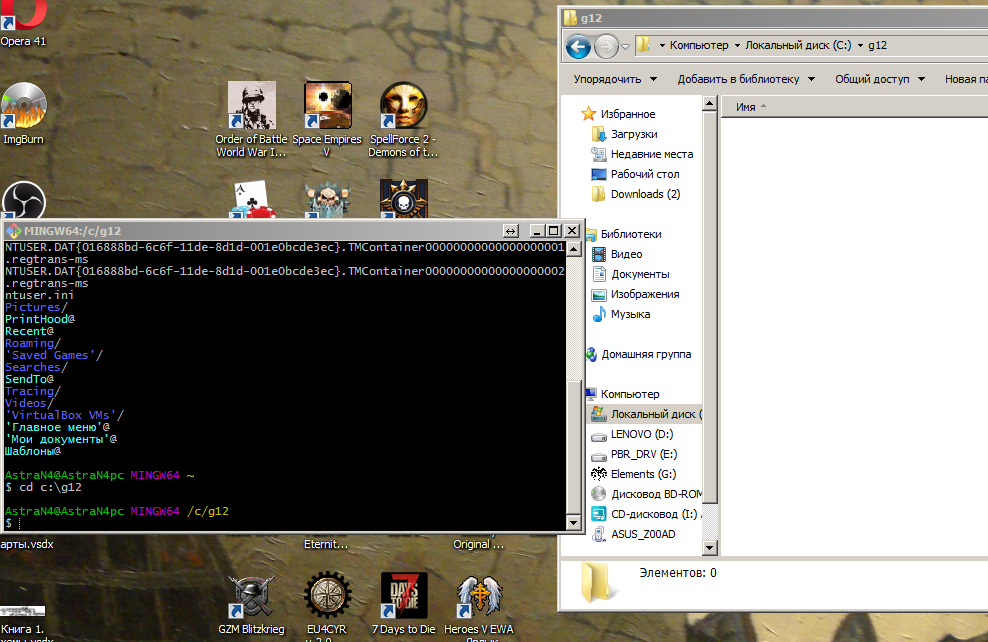 Opera 41
ImgBurn
Order of Battle
World War I...
Space Empires
V
SpellForce 2 -
Demons of t...
MINGW64:/c/g12
NTUSER.DAT{016888bd-6c6f-11de-8d1d-001e0bcde3ec}.TMContainer00000000000000000001
.regtrans-ms
NTUSER.DAT{016888bd-6c6f-11de-8d1d-001e0bcde3ec}.TMContainer00000000000000000002
.regtrans-ms
ntuser.ini
Pictures/
PrintHood@
Recent@
Roaming/
'Saved Games'/
Searches/
SendTo@
Tracing/
Videos/
'VirtualBox VMs'/
'Главное меню'@
'Мои документы'@
Шаблоны@
AstraN4@AstraN4pc MINGW64 ~
$ cd c:\g12
AstraN4@AstraN4pc MINGW64 /c/g12
$
арты.vsdx
Eternit...
Original ...
Книга 1.
GZM Blitzkrieg
EU4CYR
7 Days to Die
Heroes V EWA
g12
Компьютер
Локальный диск (C:)
g12
Упорядочить
Добавить в библиотеку
Общий доступ
Новая па
Имя
Избранное
Загрузки
Недавние места
Рабочий стол
Downloads (2)
Библиотеки
Видео
Документы
Изображения
Музыка
Домашняя группа
Компьютер
Локальный диск (
LENOVO (D:)
PBR_DRV (E:)
Elements (G:)
Дисковод BD-ROM
CD-дисковод (I:)
ASUS_Z00AD
Элементов: 0